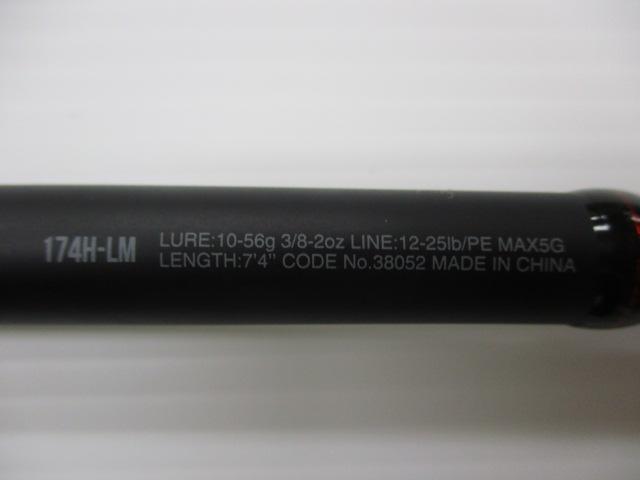 174H-LM
LURE:10-56g 3/8-2oz LINE:12-25lb/PE MAX5G
LENGTH:7'4" CODE No.38052 MADE IN CHINA